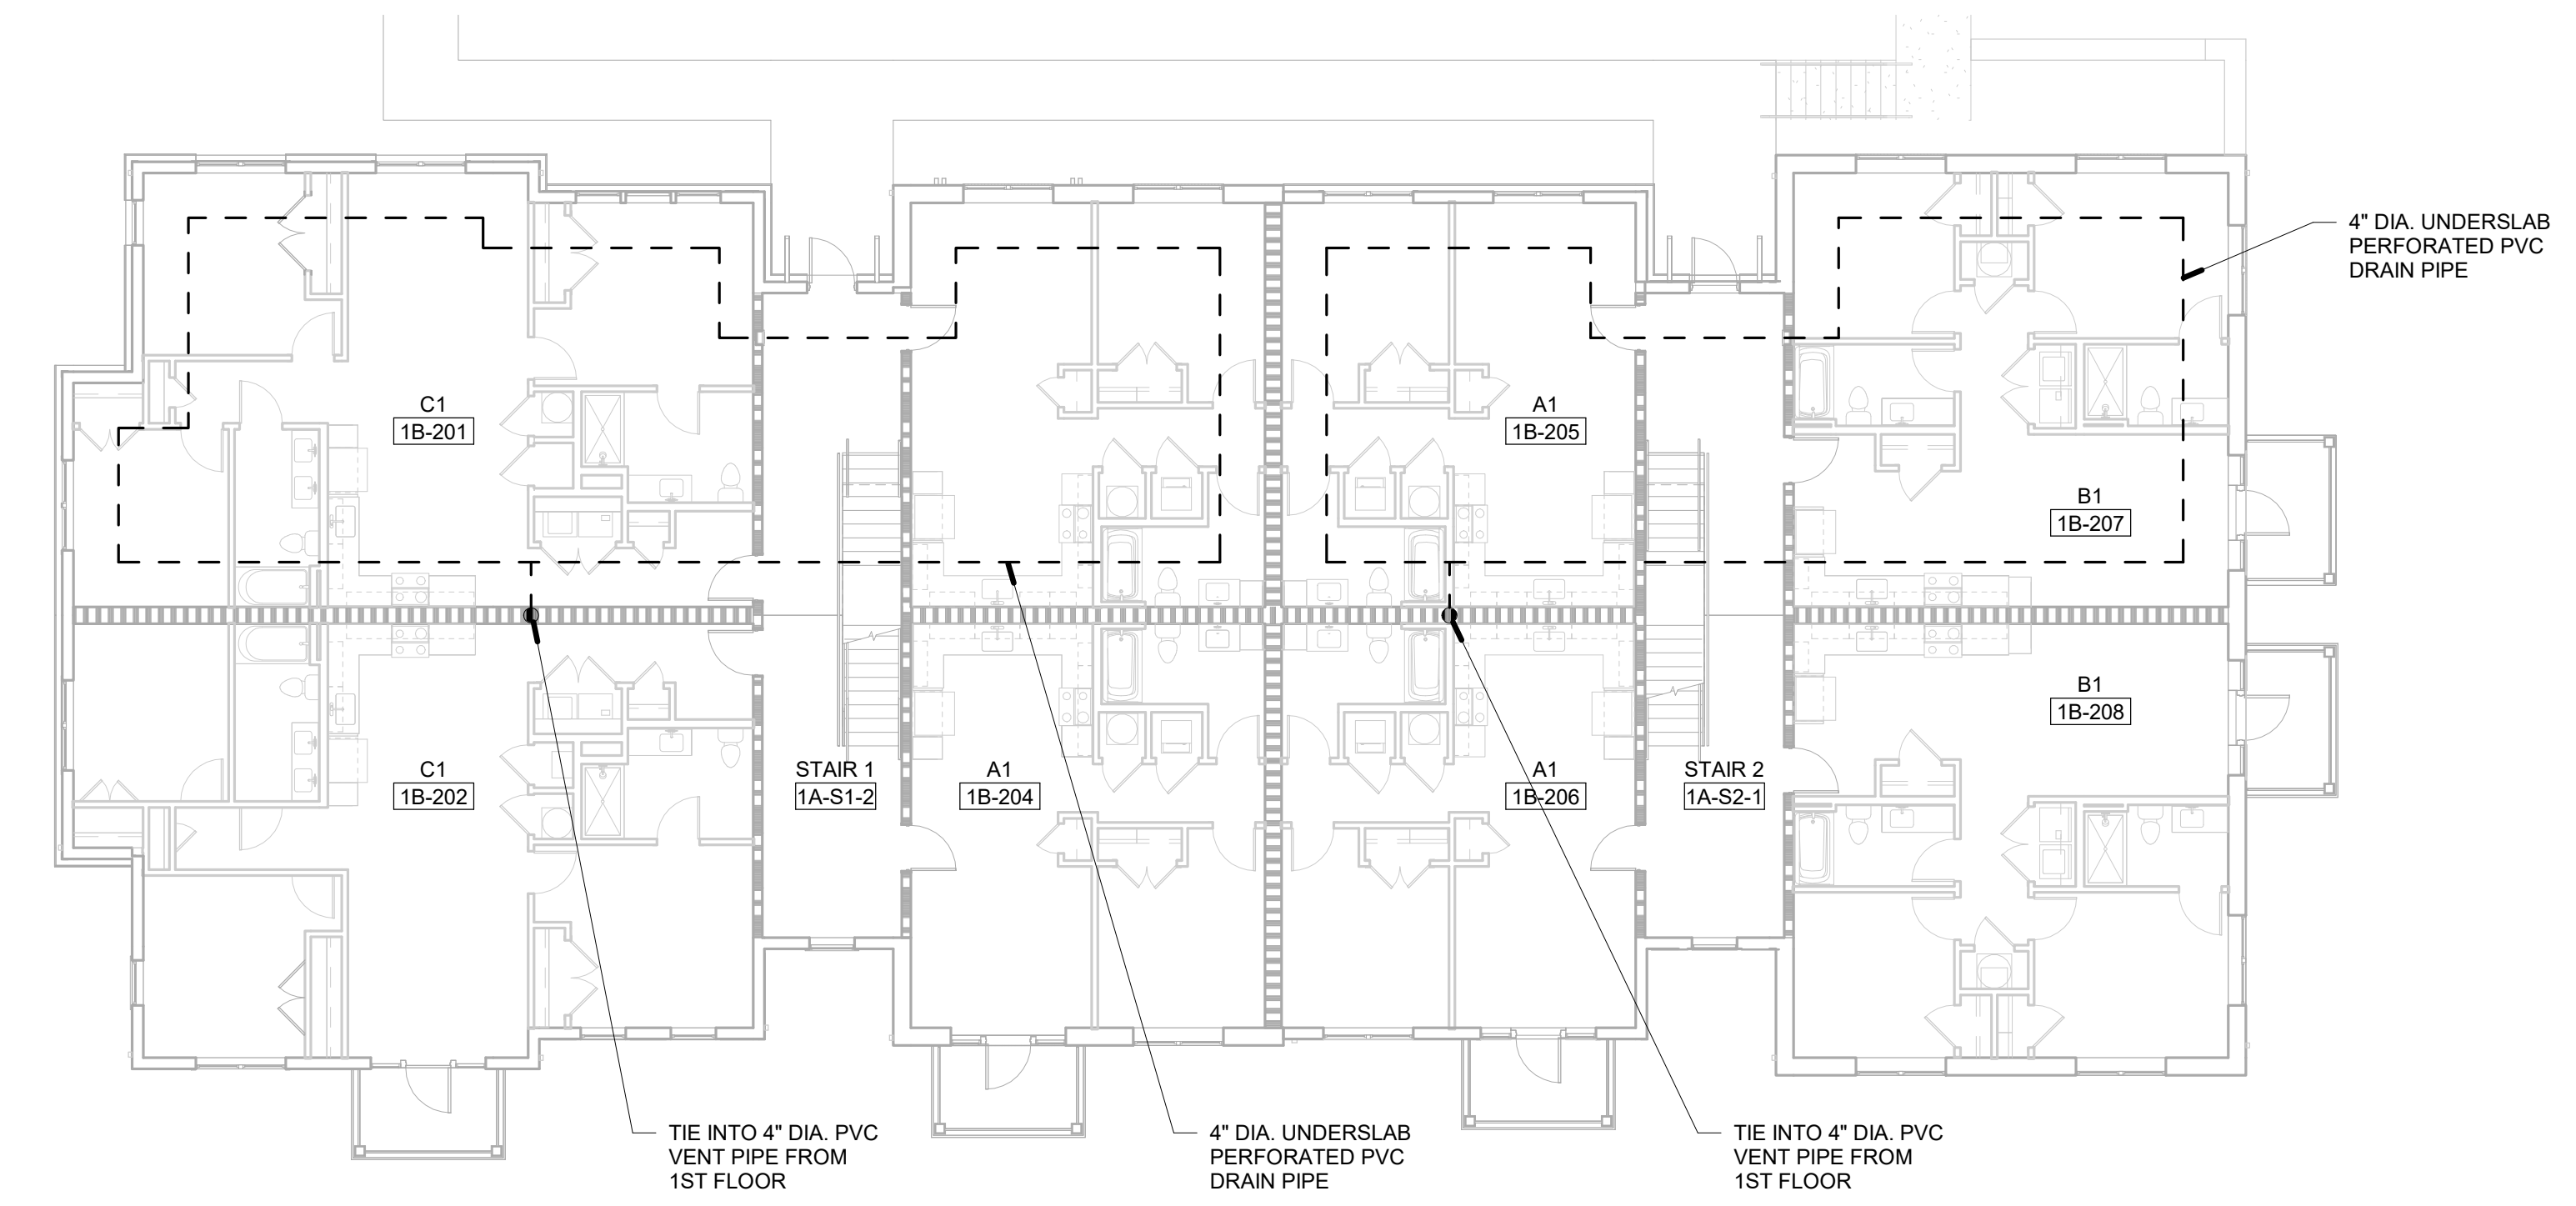 4" DIA. UNDERSLAB
PERFORATED PVC
DRAIN PIPE
C1
1B-201
A1
1B-205
B1
1B-207
B1
1B-208
C1
1B-202
STAIR 1
1A-S1-2
A1
1B-204
A1
1B-206
STAIR 2
1A-S2-1
TIE INTO 4" DIA. PVC
VENT PIPE FROM
1ST FLOOR
4" DIA. UNDERSLAB
PERFORATED PVC
DRAIN PIPE
TIE INTO 4" DIA. PVC
VENT PIPE FROM
1ST FLOOR